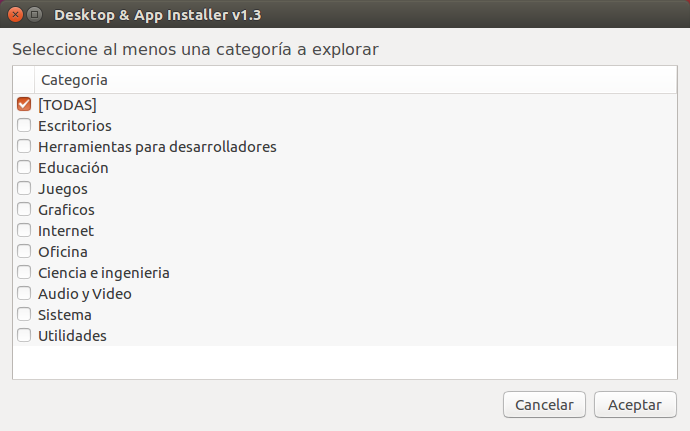 Desktop & App Installer v1.3
Seleccione al menos una categoría a explorar
Categoria
[TODAS]
Escritorios
Herramientas para desarrolladores
Educación
Juegos
Graficos
Internet
Oficina
Ciencia e ingenieria
Audio y Video
Sistema
Utilidades
Cancelar Aceptar